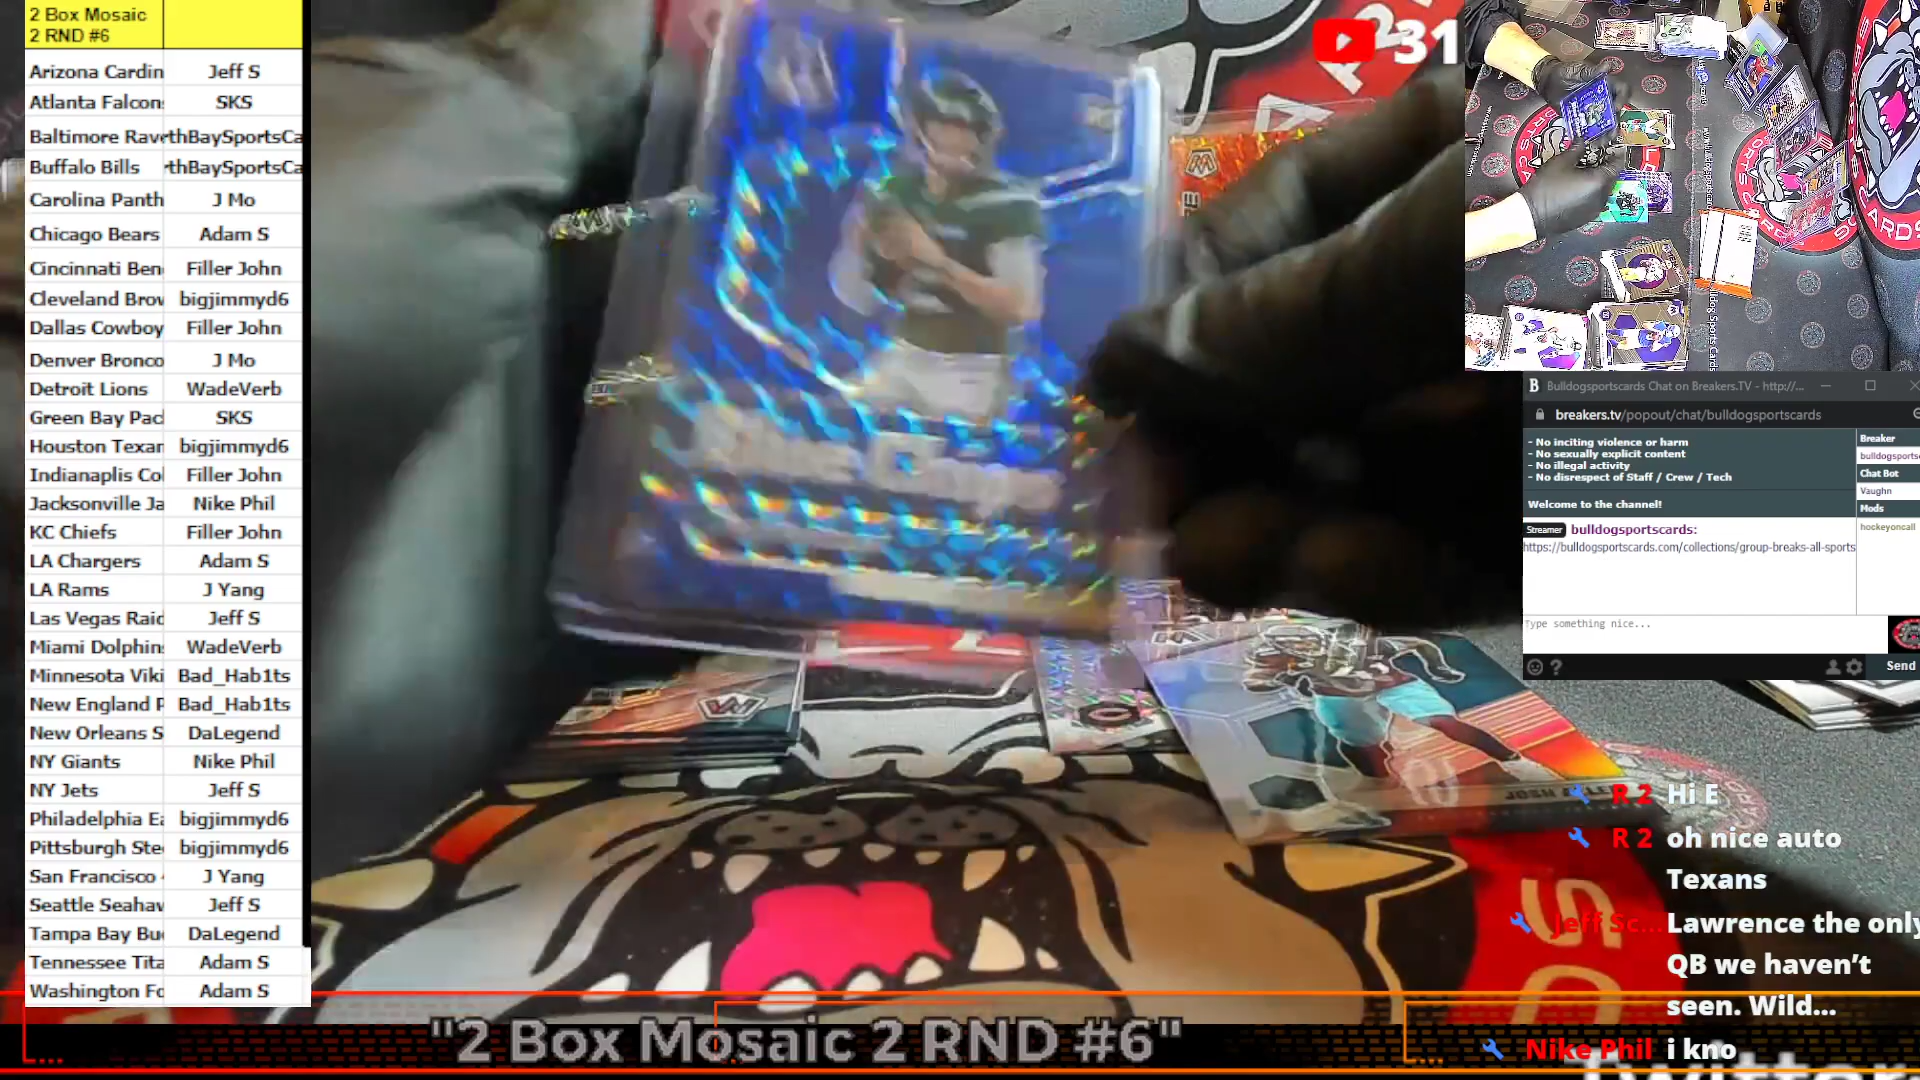 2 Box Mosaic
2 RND #6
Arizona Cardin Jeff S
Atlanta Falcon SKS
Baltimore Rav rthBaySportsCa
Buffalo Bills rthBaySportsCa
Carolina Panth J Mo
Chicago Bears Adam S
Cincinnati Ben Filler John
Cleveland Brov bigjimmyd6
Dallas Cowboy Filler John
Denver Bronco J Mo
Detroit Lions WadeVerb
Green Bay Pac SKS
Houston Texar bigjimmyd6
Indianaplis Co Filler John
Jacksonville Ja Nike Phil
KC Chiefs Filler John
LA Chargers Adam S
LA Rams J Yang
Las Vegas Raid Jeff S
Miami Dolphin WadeVerb
Minnesota Viki Bad_Hab1ts
New England P Bad_Hab1ts
New Orleans S DaLegend
NY Giants Nike Phil
NY Jets Jeff S
Philadelphia Ea bigjimmyd6
Pittsburgh Stee bigjimmyd6
San Francisco J Yang
Seattle Seahav Jeff S
Tampa Bay Bu DaLegend
Tennessee Tita Adam S
Washington Fo Adam S
31
Bulldogsportscards Chat on Breakers.TV - http://...
breakers.tv/popout/chat/bulldogsportscards
- No inciting violence or harm
- No sexually explicit content
- No illegal activity
- No disrespect of Staff / Crew / Tech
Welcome to the channel!
Streamer bulldogsportscards:
https://bulldogsportscards.com/collections/group-breaks-all-sports
Breaker
bulldogsports
Chat Bot
Vaughn
Mods
hockeyoncall
Type something nice...
Send
R 2 Hi E
R 2 oh nice auto
Texans
Jeff Sc... Lawrence the only
QB we haven't
seen. Wild...
Nike Phil i kno
"2 Box Mosaic 2 RND #6"